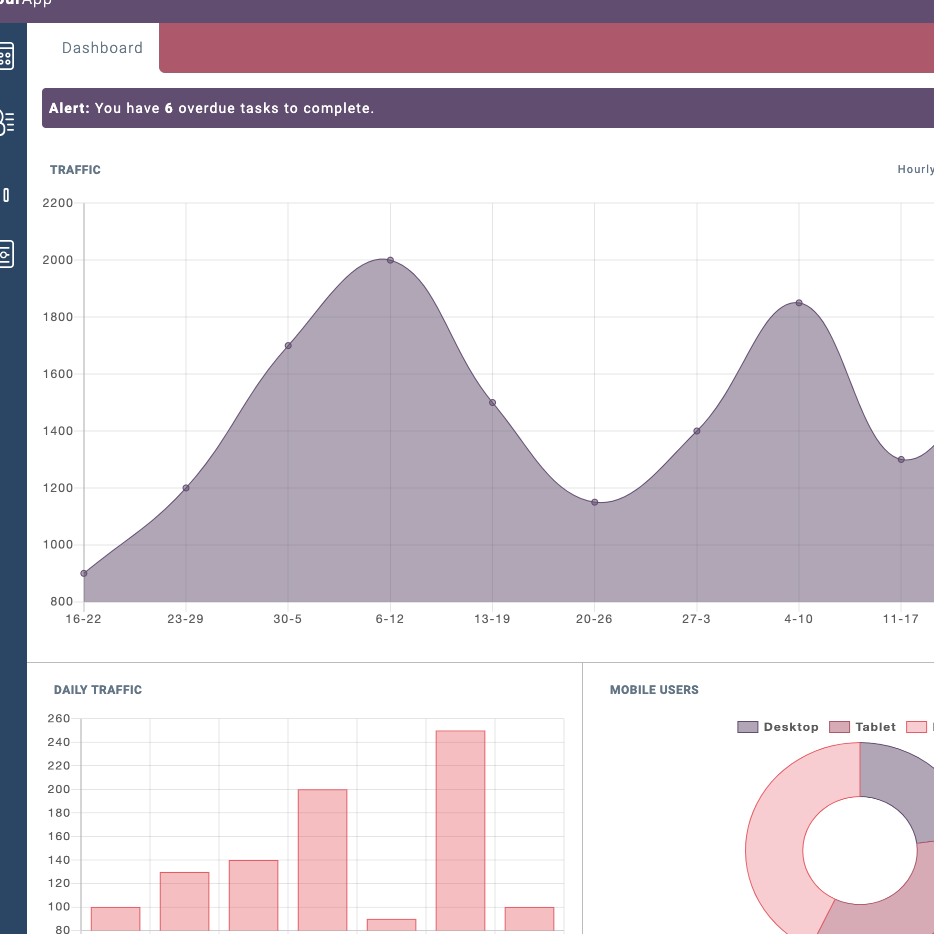 App
Dashboard
Alert: You have 6 overdue tasks to complete.
TRAFFIC
Hourly
2200
2000
1800
1600
1400
1200
1000
800
16-22 23-29 30-5 6-12 13-19 20-26 27-3 4-10 11-17
DAILY TRAFFIC
260
240
220
200
180
160
140
120
100
80
MOBILE USERS
Desktop Tablet